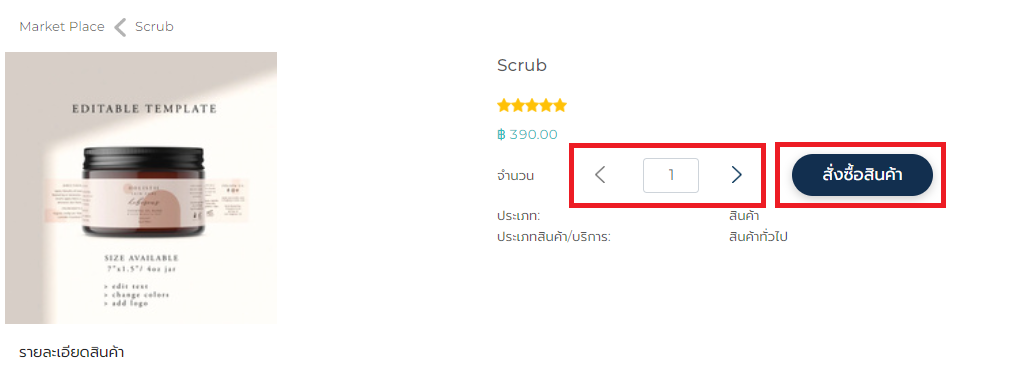 Market Place Scrub
EDITABLE TEMPLATE
SIZE AVAILABLE
7"x1.5"/ 4oz jar
> edit text
> change colors
> add logo
Scrub
฿ 390.00
จำนวน
1
สั่งซื้อสินค้า
ประเภท: สินค้า
ประเภทสินค้า/บริการ: สินค้าทั่วไป
รายละเอียดสินค้า